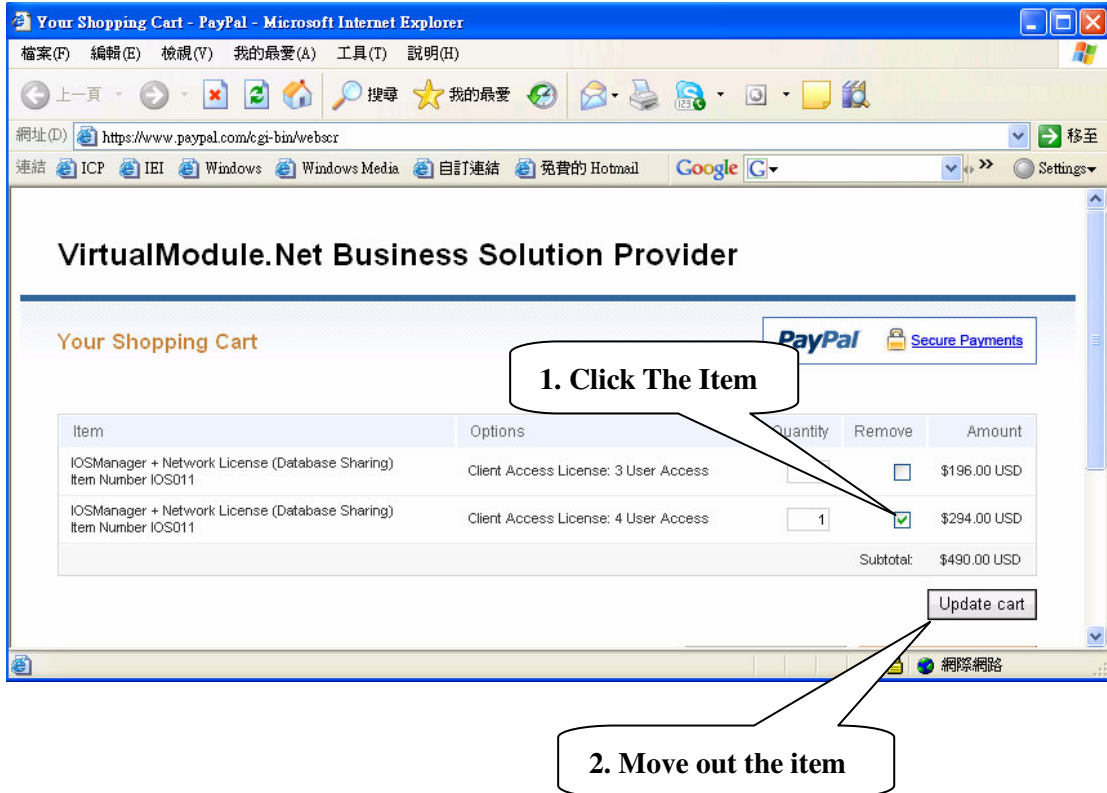 Your Shopping Cart - PayPal - Microsoft Internet Explorer
檔案(F) 編輯(E) 檢視(V) 我的最愛(A) 工具(T) 說明(H)
上一頁 搜尋 我的最愛
網址(D) https://www.paypal.com/cgi-bin/webscr 移至
連結 ICP IEI Windows Windows Media 自訂連結 免費的 Hotmail Google G Settings
VirtualModule.Net Business Solution Provider
Your Shopping Cart
PayPal Secure Payments
1. Click The Item
Item Options Quantity Remove Amount
IOSManager + Network License (Database Sharing)
Item Number IOS011
Client Access License: 3 User Access $196.00 USD
IOSManager + Network License (Database Sharing)
Item Number IOS011
Client Access License: 4 User Access 1 $294.00 USD
Subtotal: $490.00 USD
Update cart
網際網路
2. Move out the item